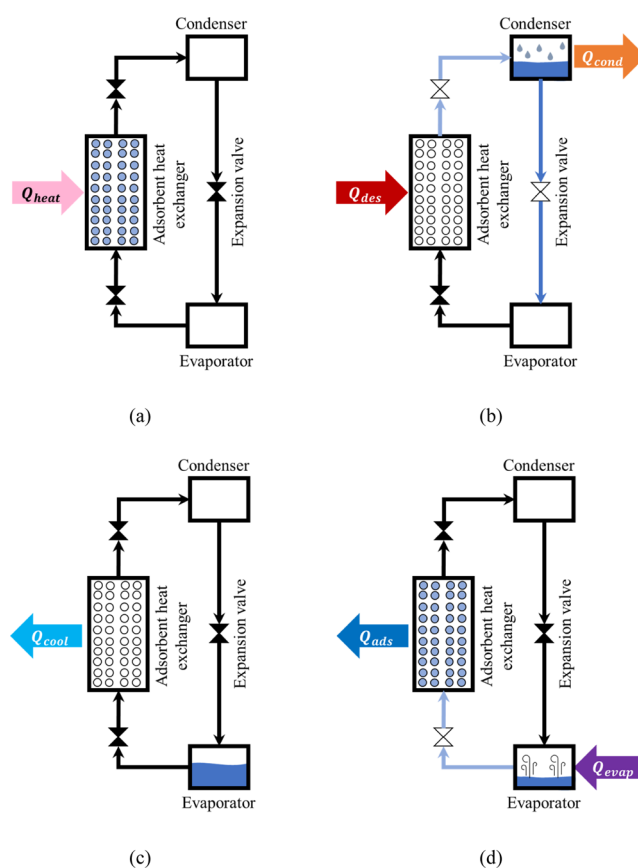 Condenser
Q_heat
Adsorbent heat
exchanger
Expansion valve
Evaporator
(a)
Condenser
Q_cond
Q_des
Adsorbent heat
exchanger
Expansion valve
Evaporator
(b)
Condenser
Q_cool
Adsorbent heat
exchanger
Expansion valve
Evaporator
(c)
Condenser
Q_ads
Adsorbent heat
exchanger
Expansion valve
Q_evap
Evaporator
(d)